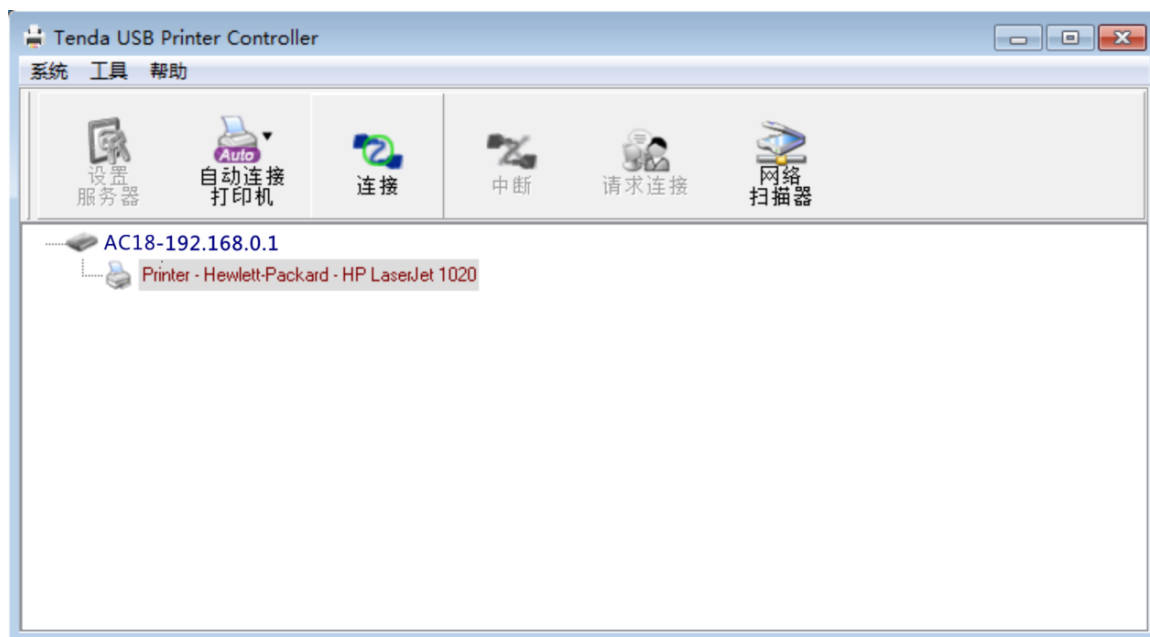 Tenda USB Printer Controller
系统 工具 帮助
设置
服务器
Auto
自动连接
打印机
连接
中断
请求连接
网络
扫描器
AC18-192.168.0.1
Printer - Hewlett-Packard - HP LaserJet 1020